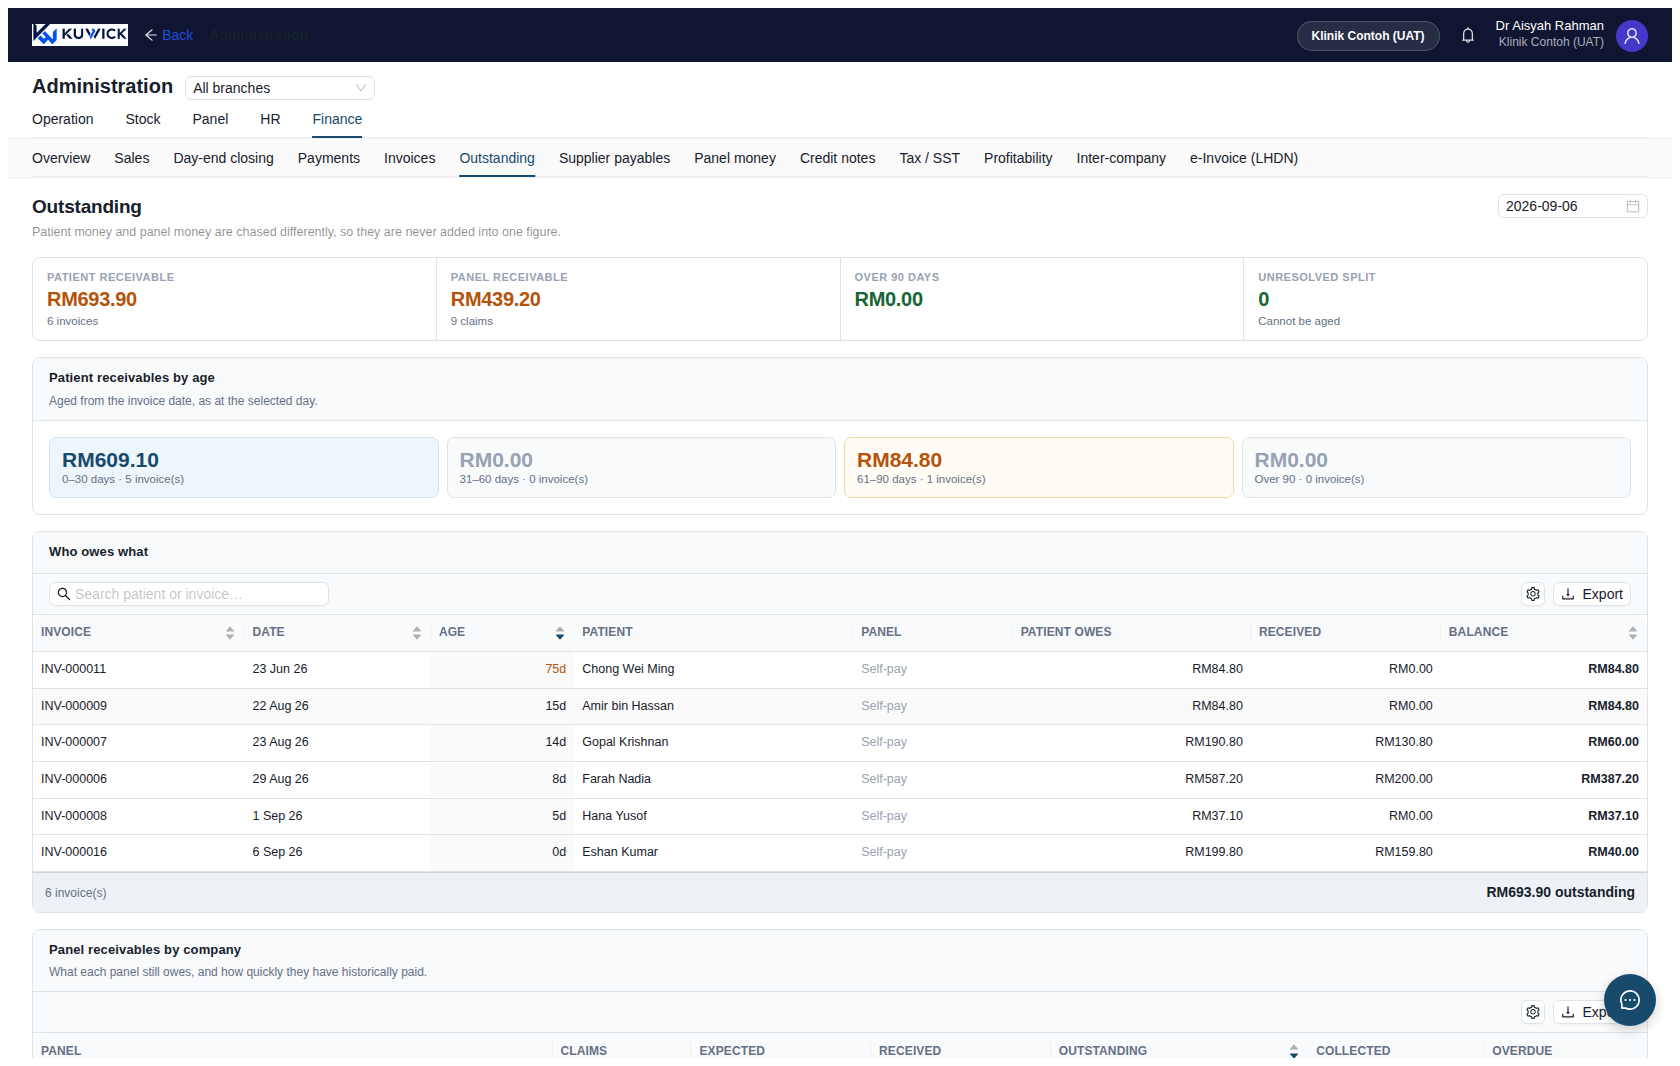 KUWICK
Back Administration
Klinik Contoh (UAT)
Dr Aisyah Rahman
Klinik Contoh (UAT)
Administration
All branches
Operation Stock Panel HR Finance
Overview Sales Day-end closing Payments Invoices Outstanding Supplier payables Panel money Credit notes Tax / SST Profitability Inter-company e-Invoice (LHDN)
Outstanding
2026-09-06
Patient money and panel money are chased differently, so they are never added into one figure.
PATIENT RECEIVABLE PANEL RECEIVABLE OVER 90 DAYS UNRESOLVED SPLIT
RM693.90 RM439.20 RM0.00 0
6 invoices 9 claims Cannot be aged
Patient receivables by age
Aged from the invoice date, as at the selected day.
RM609.10 RM0.00 RM84.80 RM0.00
0–30 days · 5 invoice(s) 31–60 days · 0 invoice(s) 61–90 days · 1 invoice(s) Over 90 · 0 invoice(s)
Who owes what
Search patient or invoice… Export
INVOICE DATE AGE PATIENT PANEL PATIENT OWES RECEIVED BALANCE
INV-000011 23 Jun 26 75d Chong Wei Ming Self-pay RM84.80 RM0.00 RM84.80
INV-000009 22 Aug 26 15d Amir bin Hassan Self-pay RM84.80 RM0.00 RM84.80
INV-000007 23 Aug 26 14d Gopal Krishnan Self-pay RM190.80 RM130.80 RM60.00
INV-000006 29 Aug 26 8d Farah Nadia Self-pay RM587.20 RM200.00 RM387.20
INV-000008 1 Sep 26 5d Hana Yusof Self-pay RM37.10 RM0.00 RM37.10
INV-000016 6 Sep 26 0d Eshan Kumar Self-pay RM199.80 RM159.80 RM40.00
6 invoice(s) RM693.90 outstanding
Panel receivables by company
What each panel still owes, and how quickly they have historically paid.
PANEL CLAIMS EXPECTED RECEIVED OUTSTANDING COLLECTED OVERDUE